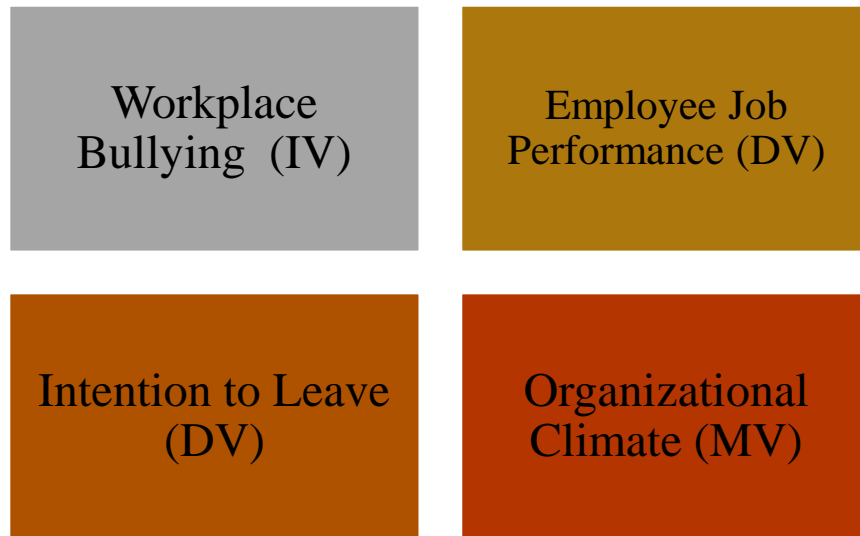 Workplace
Bullying (IV)
Employee Job
Performance (DV)
Intention to Leave
(DV)
Organizational
Climate (MV)